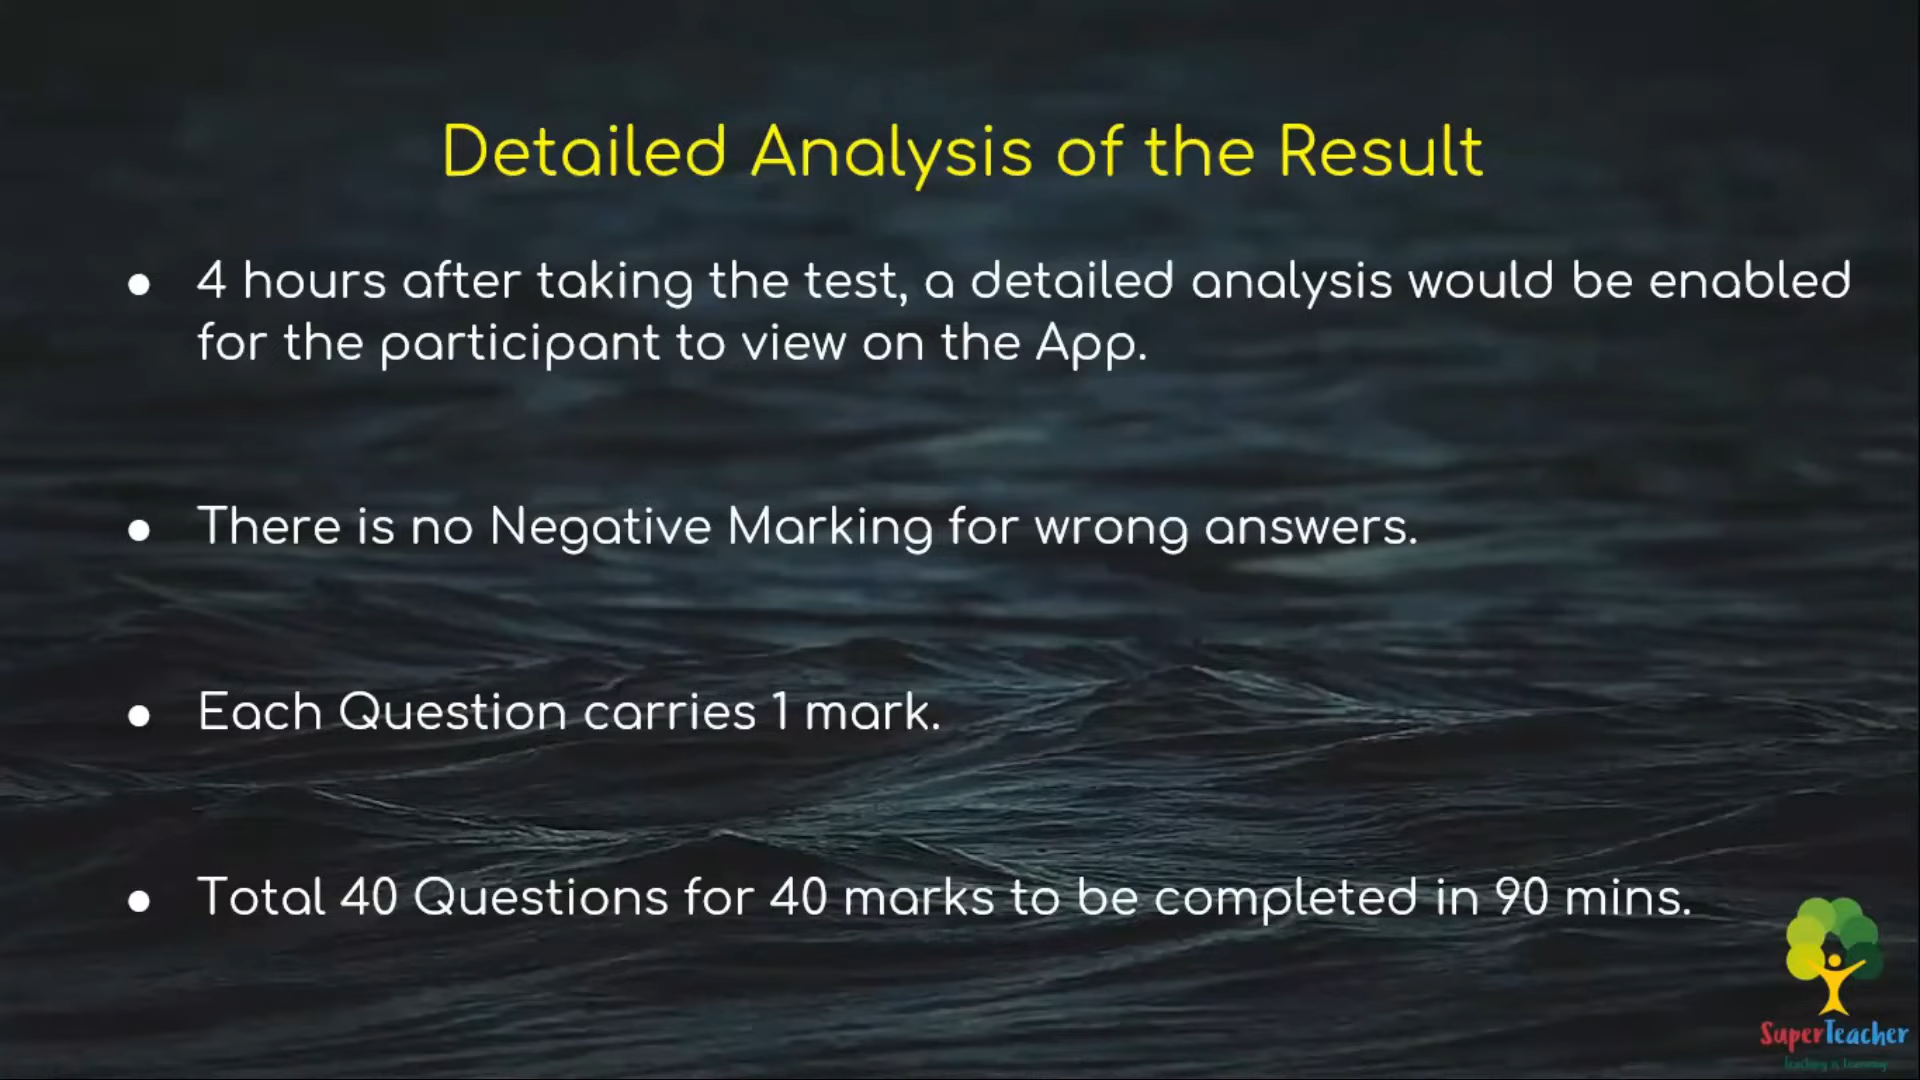 Detailed Analysis of the Result
● 4 hours after taking the test, a detailed analysis would be enabled
for the participant to view on the App.
● There is no Negative Marking for wrong answers.
● Each Question carries 1 mark.
● Total 40 Questions for 40 marks to be completed in 90 mins.
SuperTeacher